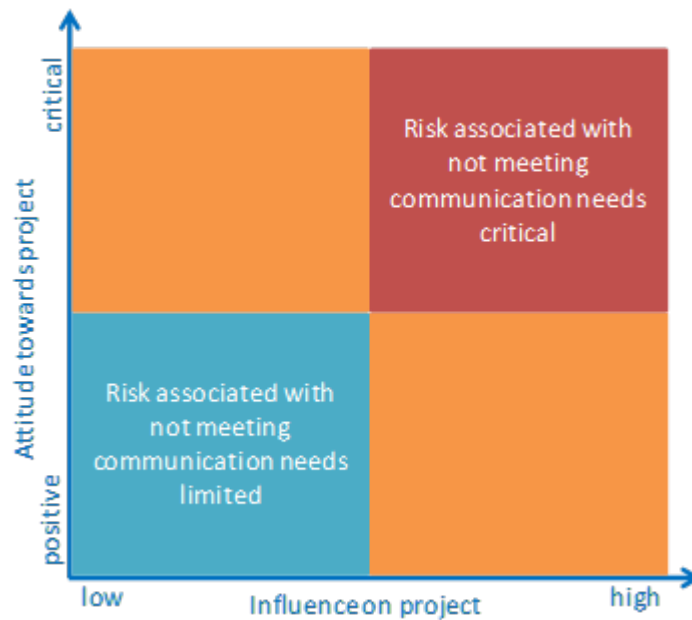 critical
Risk associated with
not meeting
communication needs
critical
Attitude towards project
Risk associated with
not meeting
communication needs
limited
positive
low
Influence on project
high